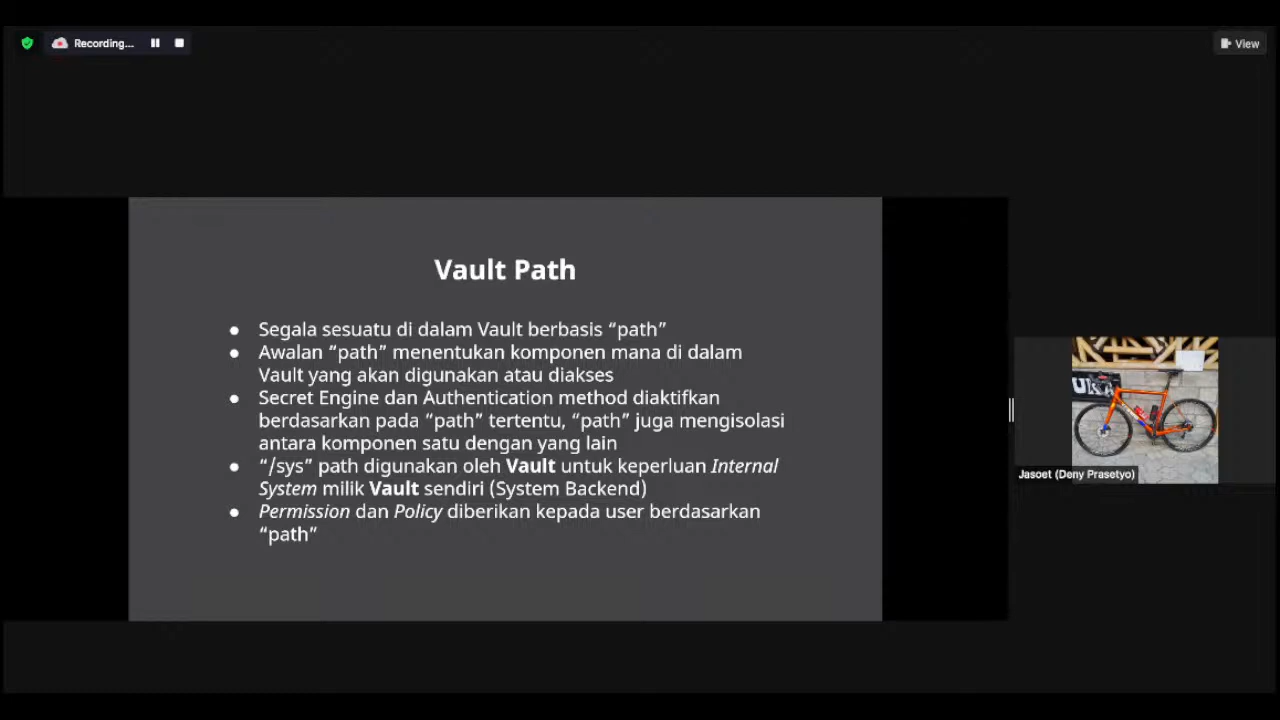 Recording...
View
Vault Path
● Segala sesuatu di dalam Vault berbasis “path”
● Awalan “path” menentukan komponen mana di dalam
Vault yang akan digunakan atau diakses
● Secret Engine dan Authentication method diaktifkan
berdasarkan pada “path” tertentu, “path” juga mengisolasi
antara komponen satu dengan yang lain
● “/sys” path digunakan oleh Vault untuk keperluan Internal
System milik Vault sendiri (System Backend)
● Permission dan Policy diberikan kepada user berdasarkan
“path”
Jasoet (Deny Prasetyo)